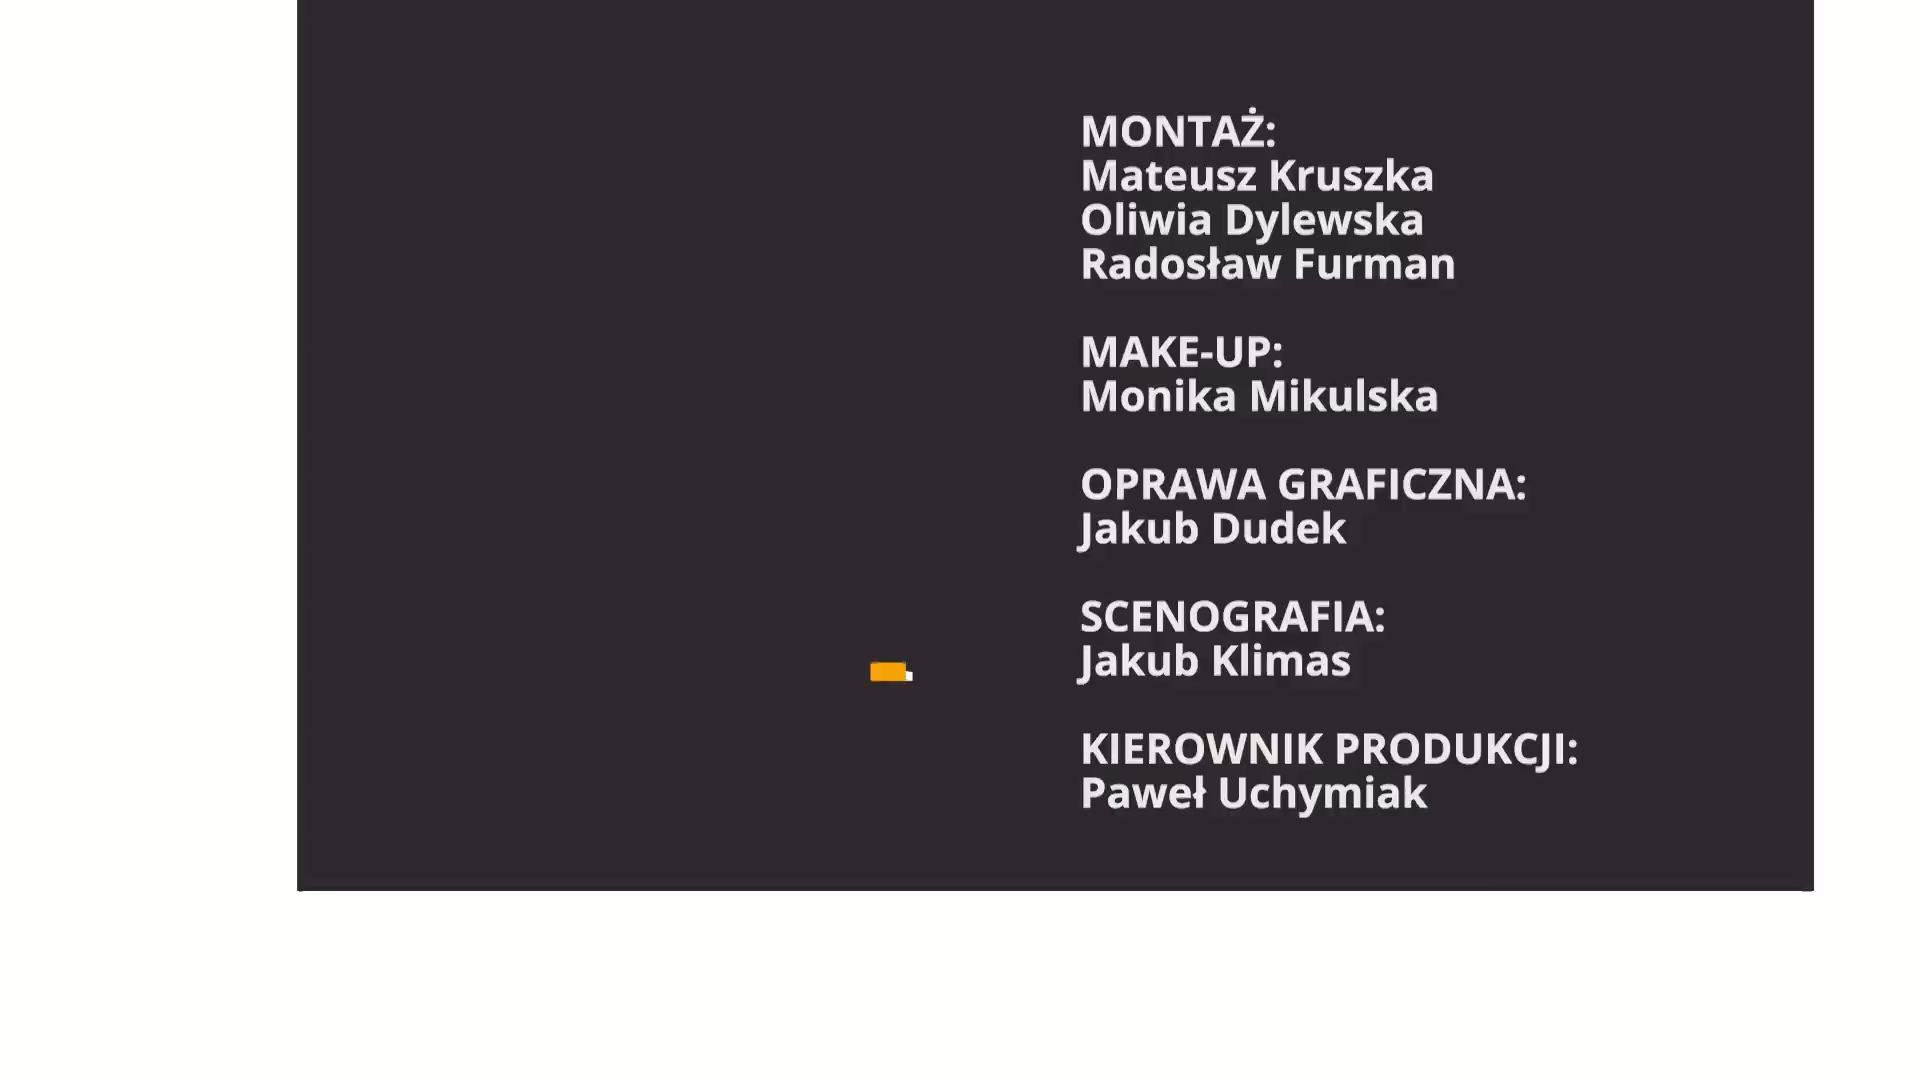 MONTAŻ:
Mateusz Kruszka
Oliwia Dylewska
Radosław Furman
MAKE-UP:
Monika Mikulska
OPRAWA GRAFICZNA:
Jakub Dudek
SCENOGRAFIA:
Jakub Klimas
KIEROWNIK PRODUKCJI:
Paweł Uchymiak